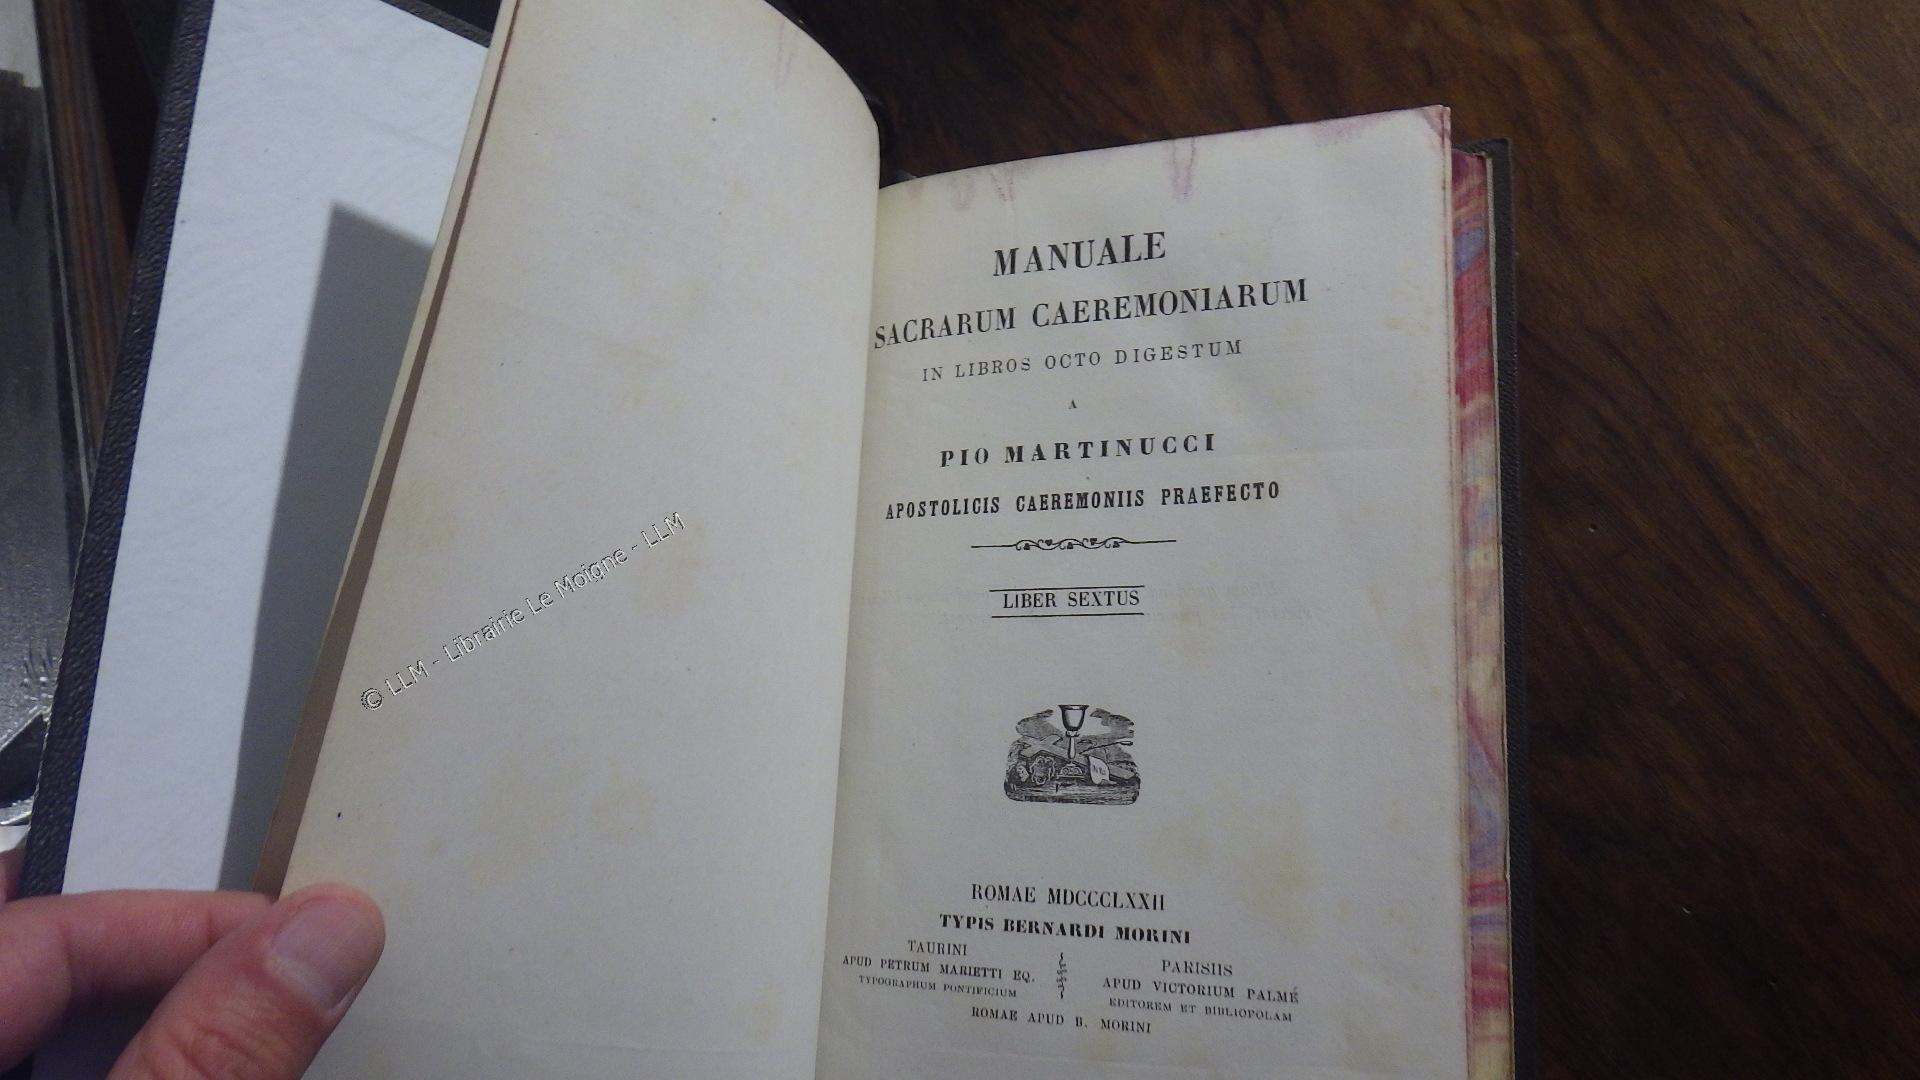 MANUALE
SACRARUM CAEREMONIARUM
IN LIBROS OCTO DIGESTUM
A
PIO MARTINUCCI
APOSTOLICIS CAEREMONIIS PRAEFECTO
LIBER SEXTUS
ROMAE MDCCCLXXII
TYPIS BERNARDI MORINI
TAURINI
APUD PETRUM MARIETTI EQ.
TYPOGRAPHUM PONTIFICIUM
PARISIIS
APUD VICTORIUM PALMÉ
EDITOREM ET BIBLIOPOLAM
ROMAE APUD B. MORINI
© LLM - Librairie Le Moigne - LLM